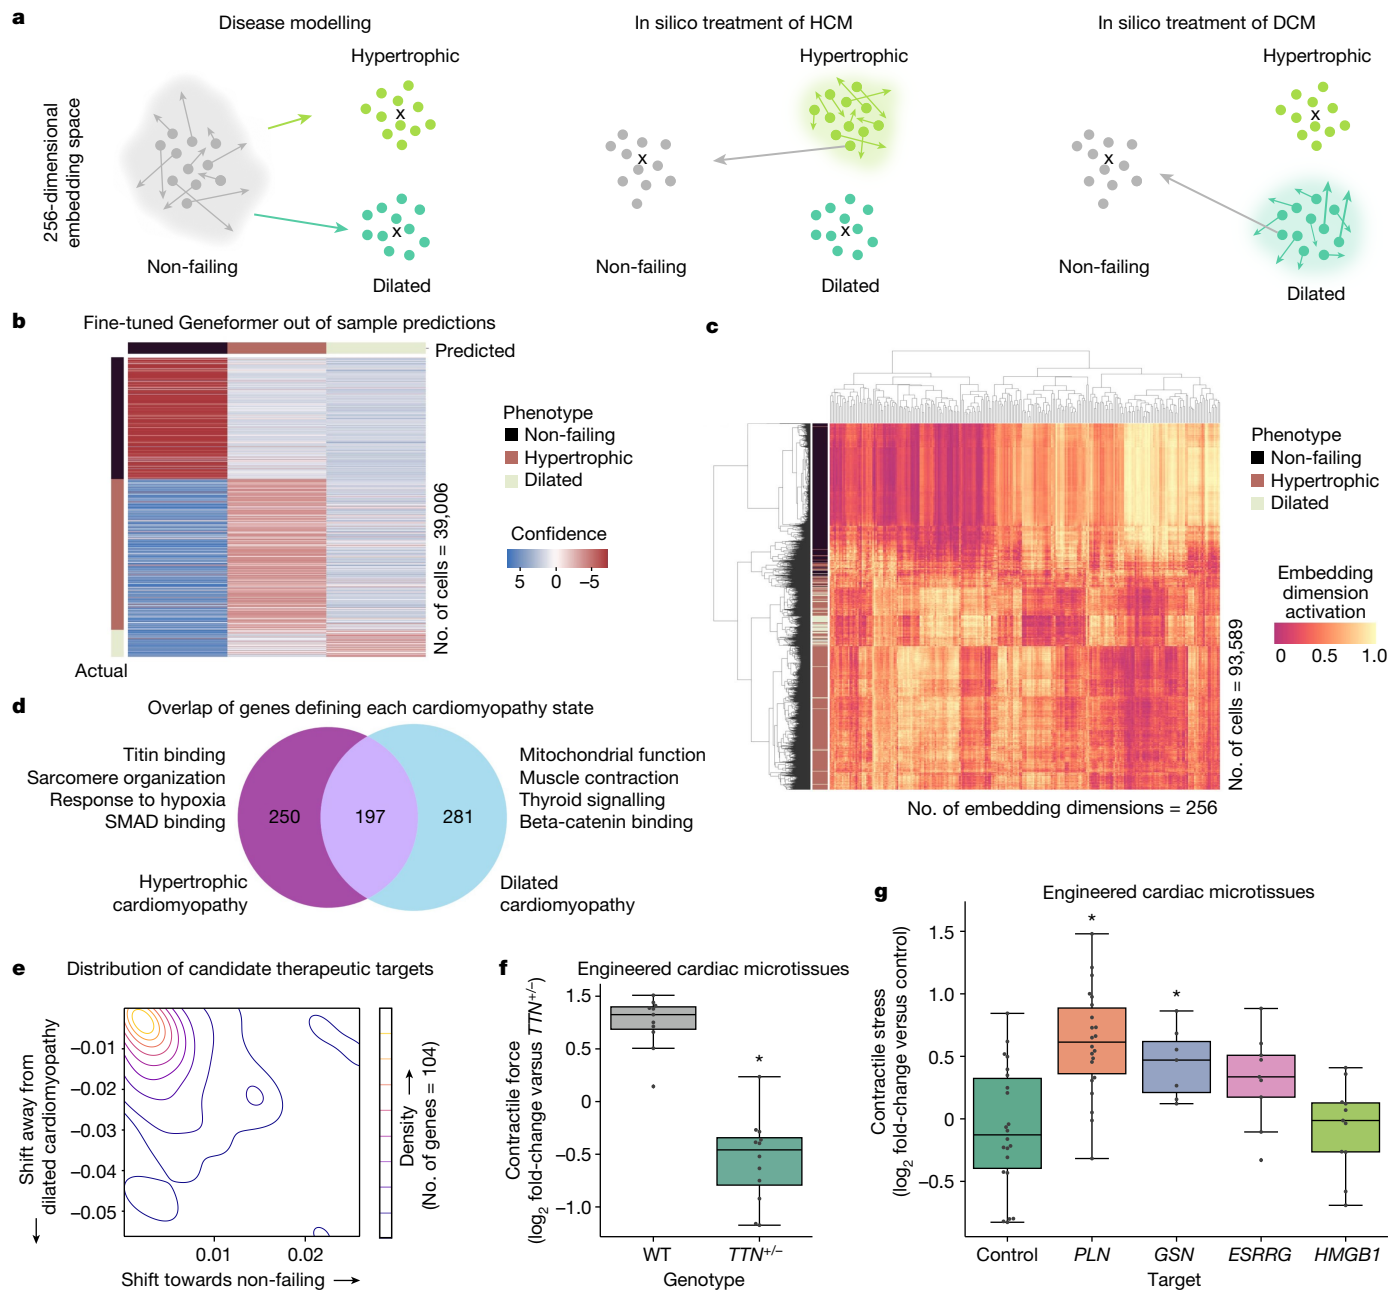 a
Disease modelling
In silico treatment of HCM
In silico treatment of DCM
256-dimensional
embedding space
Hypertrophic
x
x
Non-failing
Dilated
Hypertrophic
x
x
Non-failing
Dilated
Hypertrophic
x
x
Non-failing
Dilated
b
Fine-tuned Geneformer out of sample predictions
Predicted
Actual
No. of cells = 39,006
Phenotype
Non-failing
Hypertrophic
Dilated
Confidence
5 0 −5
c
Phenotype
Non-failing
Hypertrophic
Dilated
Embedding
dimension
activation
0 0.5 1.0
No. of cells = 93,589
No. of embedding dimensions = 256
d
Overlap of genes defining each cardiomyopathy state
Titin binding
Sarcomere organization
Response to hypoxia
SMAD binding
Hypertrophic
cardiomyopathy
250
197
281
Mitochondrial function
Muscle contraction
Thyroid signalling
Beta-catenin binding
Dilated
cardiomyopathy
e
Distribution of candidate therapeutic targets
Shift away from
dilated cardiomyopathy
−0.01
−0.02
−0.03
−0.04
−0.05
0.01 0.02
Shift towards non-failing
Density
(No. of genes = 104)
f
Engineered cardiac microtissues
Contractile force
(log2 fold-change varsus TTN+/−)
1.5
0.5
0
−0.5
−1.0
*
WT TTN+/−
Genotype
g
Engineered cardiac microtissues
Contractile stress
(log2 fold-change versus control)
1.5
1.0
0.5
0
−0.5
*
*
Control PLN GSN ESRRG HMGB1
Target